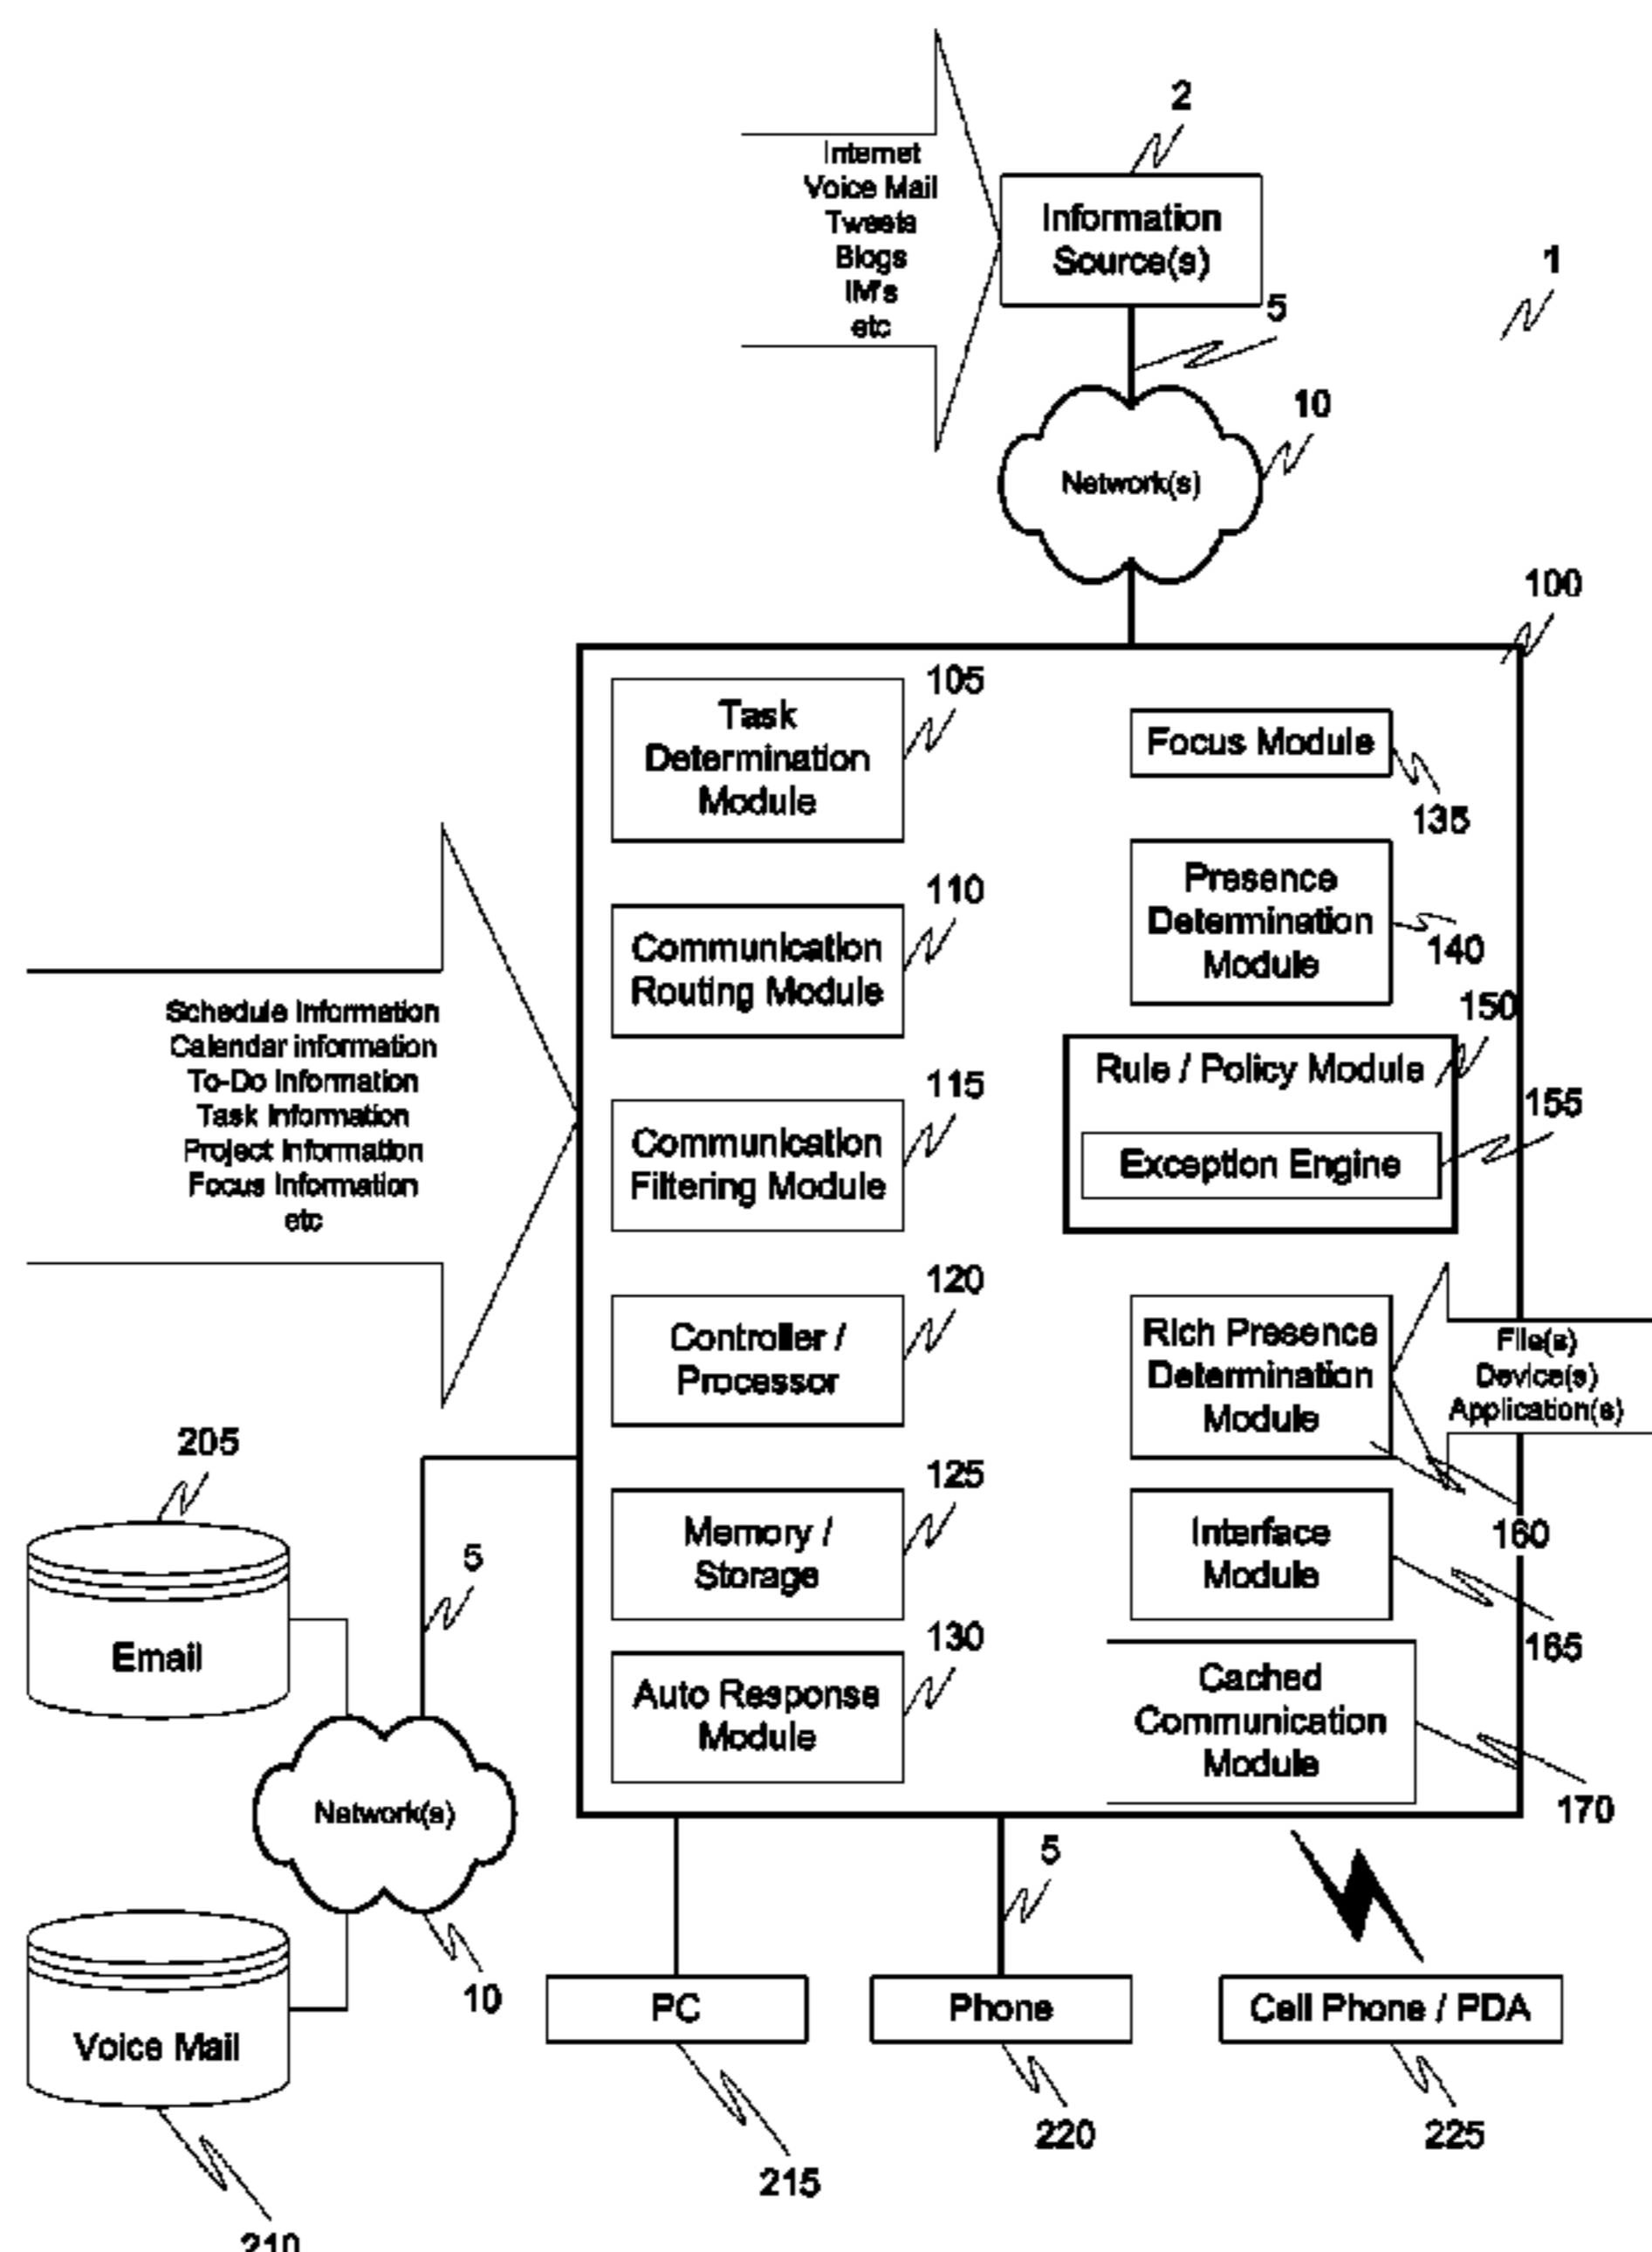 2
Internet
Voice Mail
Tweets
Blogs
IM's
etc
Information
Source(s)
1
5
10
Network(s)
100
105
Task
Determination
Module
Focus Module
135
110
Communication
Routing Module
Presence
Determination
Module
140
Schedule Information
Calendar information
To-Do Information
Task Information
Project Information
Focus Information
etc
150
Rule / Policy Module
155
Exception Engine
115
Communication
Filtering Module
120
Controller /
Processor
Rich Presence
Determination
Module
File(s)
Device(s)
Application(s)
160
205
Email
5
125
Memory /
Storage
Interface
Module
165
130
Auto Response
Module
Cached
Communication
Module
170
Network(s)
10
5
Voice Mail
210
PC
215
Phone
220
Cell Phone / PDA
225